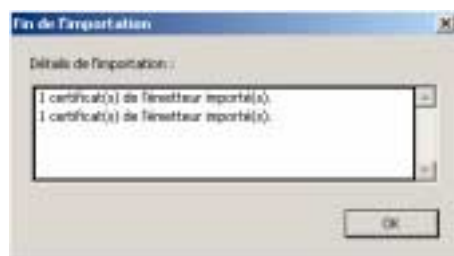 Fin de l'importation
Détails de l'importation :
1 certificat(s) de l'émetteur importé(s).
1 certificat(s) de l'émetteur importé(s).
OK